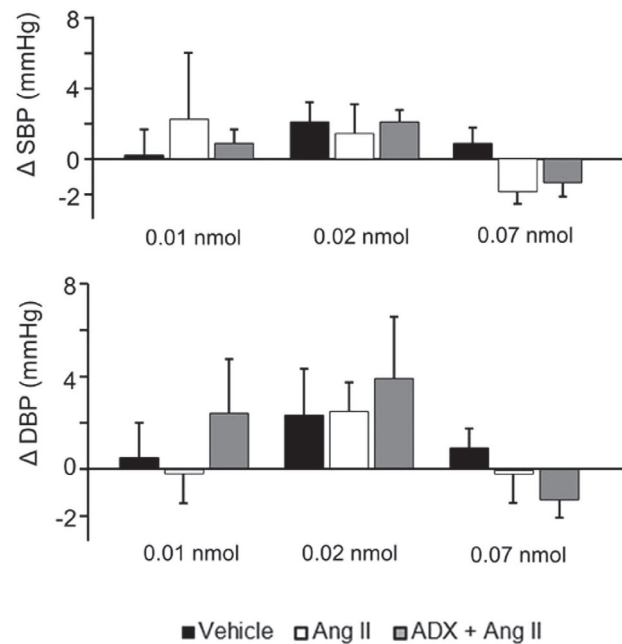 Δ SBP (mmHg)
8
4
0
-2
0.01 nmol 0.02 nmol 0.07 nmol
Δ DBP (mmHg)
8
4
0
-2
0.01 nmol 0.02 nmol 0.07 nmol
Vehicle Ang II ADX + Ang II